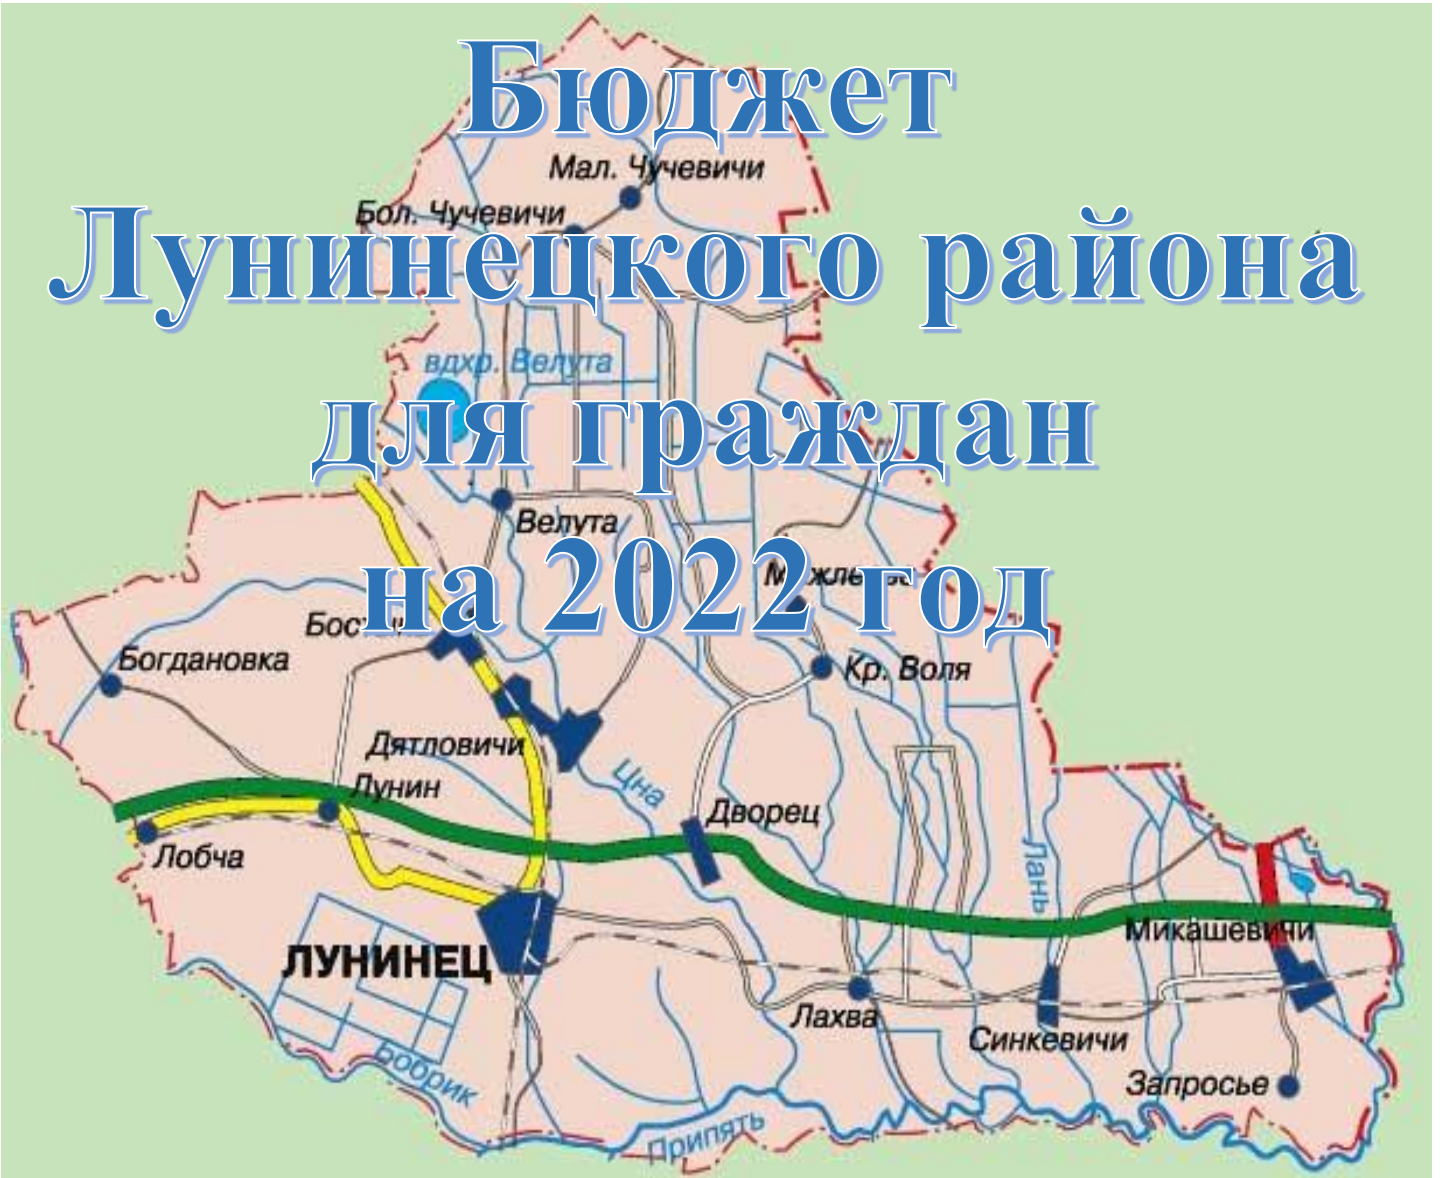 Бюджет
Мал. Чучевичи
Бол. Чучевичи
Лунинецкого района
вдхр. Велута
для граждан
Велута
на 2022 год
Богдановка
Кр. Воля
Дятловичи
Цна
Лунин
Дворец
Лобча
Лань
Микашевичи
ЛУНИНЕЦ
Лахва
Синкевичи
Бобрик
Запросье
Припять